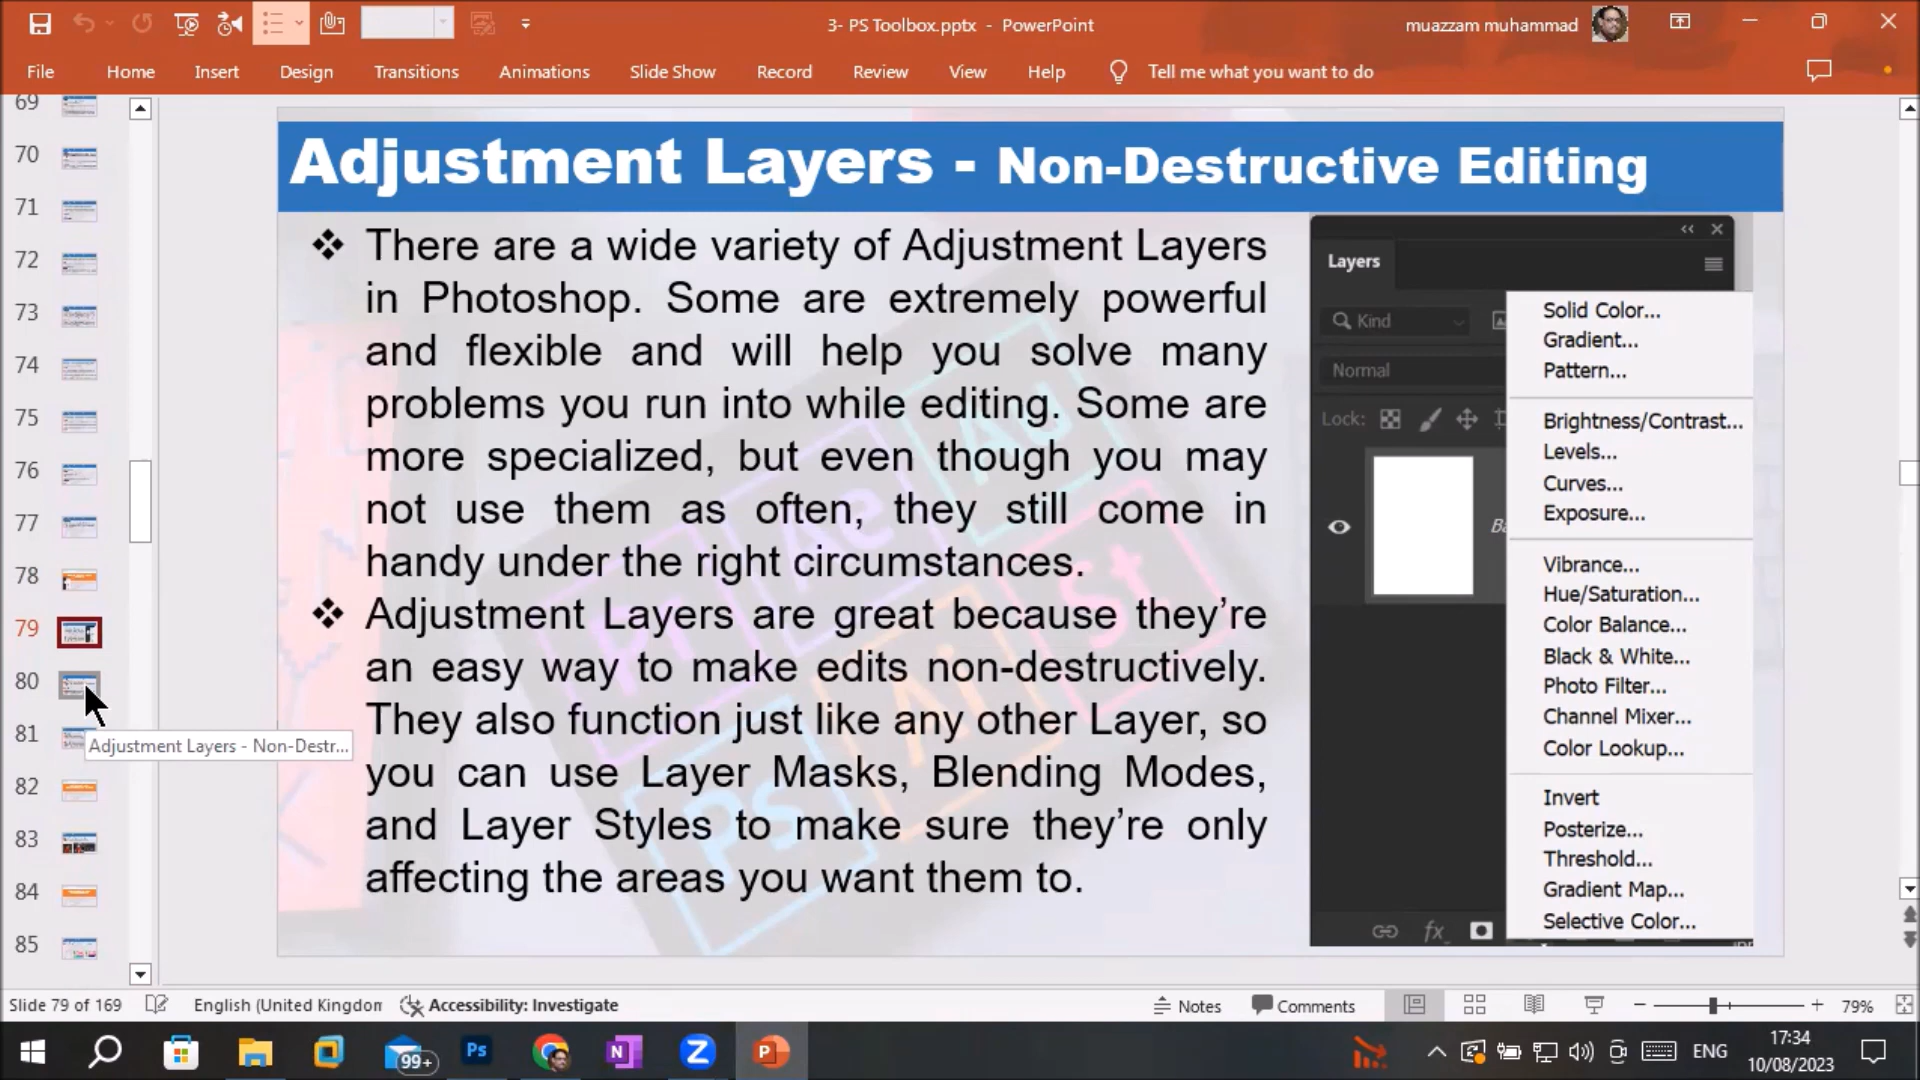 3- PS Toolbox.pptx - PowerPoint
muazzam muhammad
File Home Insert Design Transitions Animations Slide Show Record Review View Help Tell me what you want to do
69
70
71
72
73
74
75
76
77
78
79
80
81
82
83
84
85
Adjustment Layers - Non-Destr...
Adjustment Layers - Non-Destructive Editing
❖ There are a wide variety of Adjustment Layers
in Photoshop. Some are extremely powerful
and flexible and will help you solve many
problems you run into while editing. Some are
more specialized, but even though you may
not use them as often, they still come in
handy under the right circumstances.
❖ Adjustment Layers are great because they’re
an easy way to make edits non-destructively.
They also function just like any other Layer, so
you can use Layer Masks, Blending Modes,
and Layer Styles to make sure they’re only
affecting the areas you want them to.
Layers
Kind
Normal
Lock:
Ba
fx
Solid Color...
Gradient...
Pattern...
Brightness/Contrast...
Levels...
Curves...
Exposure...
Vibrance...
Hue/Saturation...
Color Balance...
Black & White...
Photo Filter...
Channel Mixer...
Color Lookup...
Invert
Posterize...
Threshold...
Gradient Map...
Selective Color...
Pr
Ae
Au
St
Ai
Ps
Slide 79 of 169 English (United Kingdon Accessibility: Investigate Notes Comments 79%
99+ Ps N Z P ENG
17:34
10/08/2023